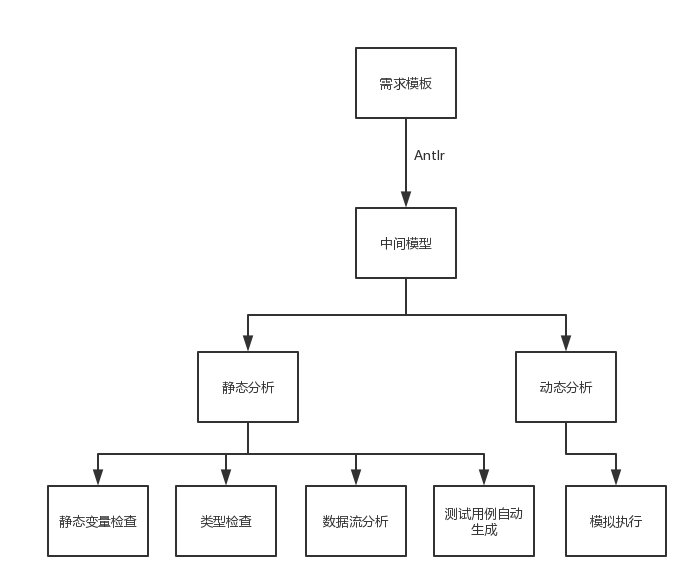 需求模板
Antlr
中间模型
静态分析
动态分析
静态变量检查
类型检查
数据流分析
测试用例自动
生成
模拟执行